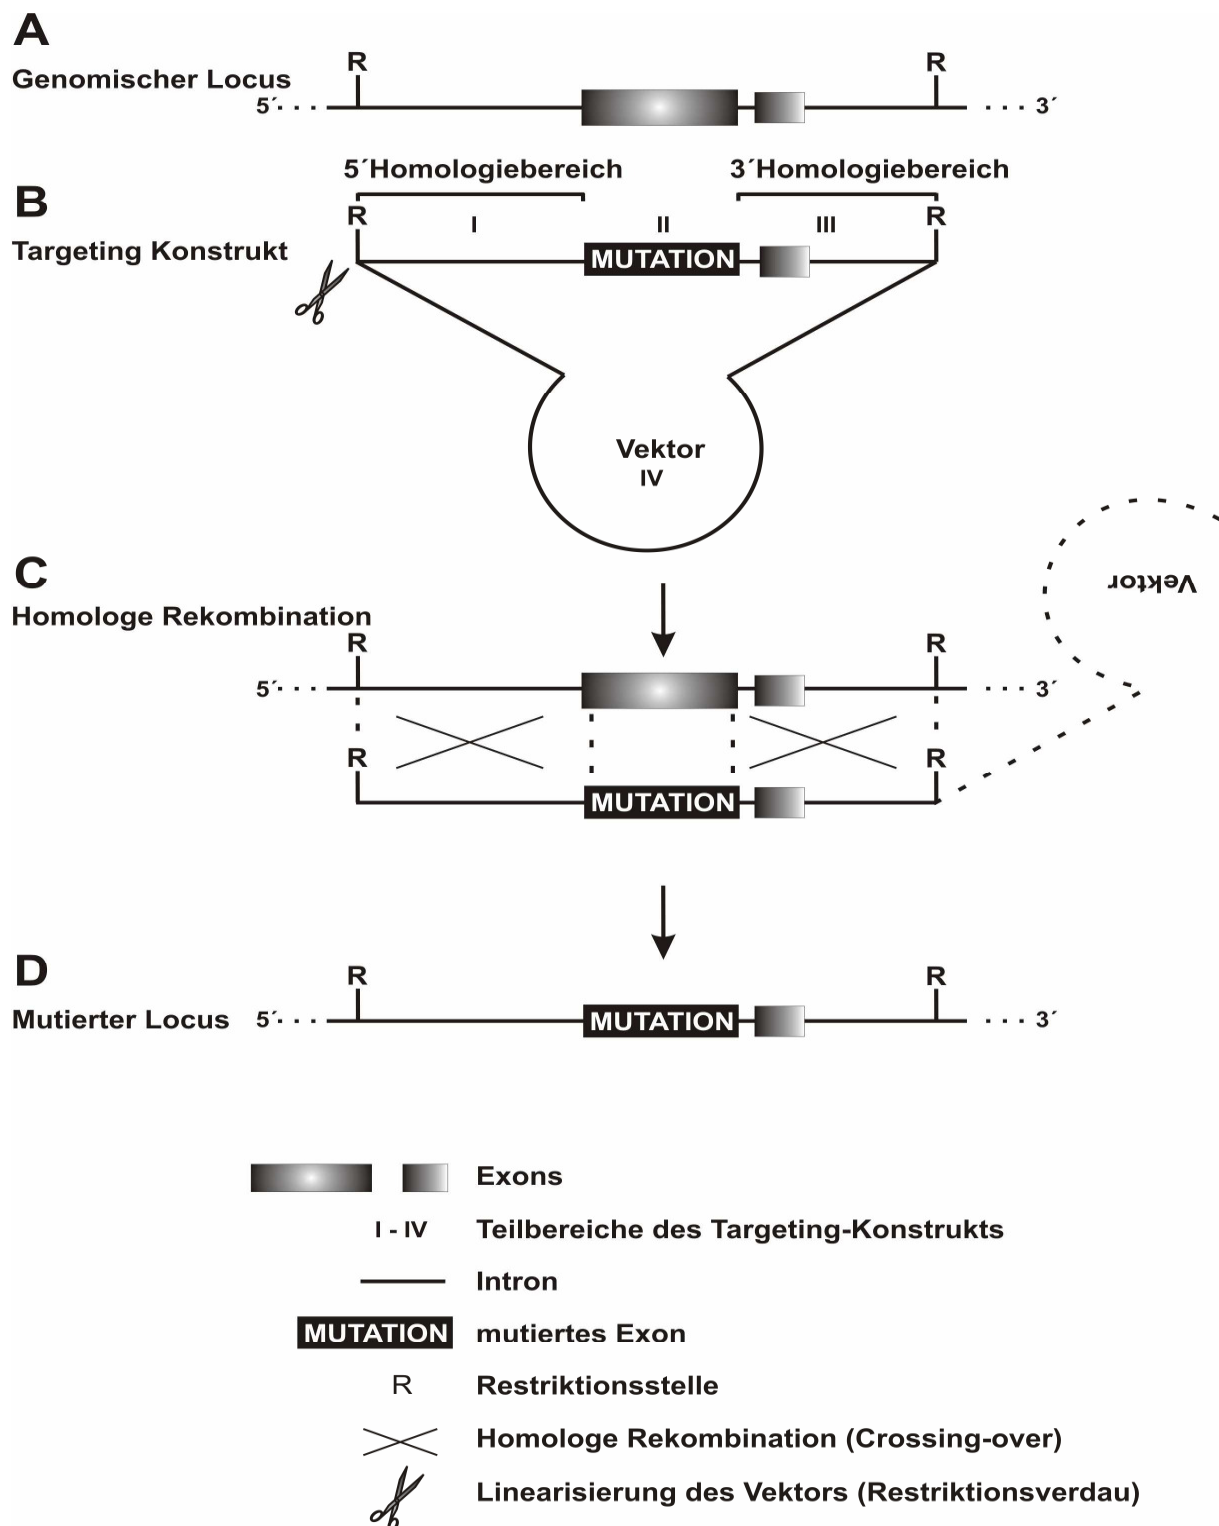 A
Genomischer Locus
R R
5´ 3´
5´Homologiebereich 3´Homologiebereich
B
R I II III R
Targeting Konstrukt
MUTATION
Vektor
IV
C
Homologe Rekombination
Vektor
R R
5´ 3´
R R
MUTATION
D
R R
Mutierter Locus 5´ MUTATION 3´
Exons
I - IV Teilbereiche des Targeting-Konstrukts
Intron
MUTATION mutiertes Exon
R Restriktionsstelle
Homologe Rekombination (Crossing-over)
Linearisierung des Vektors (Restriktionsverdau)